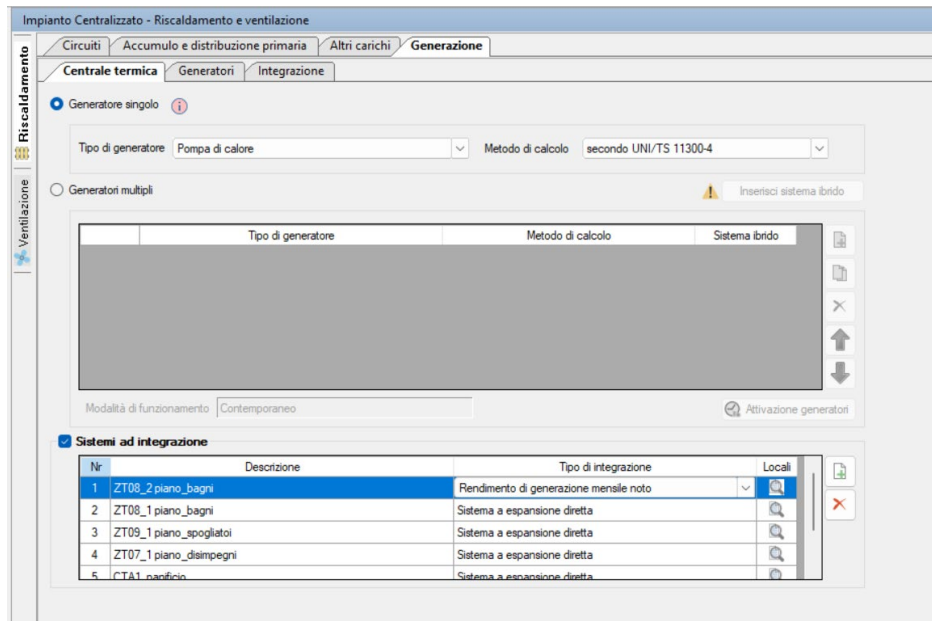 Impianto Centralizzato - Riscaldamento e ventilazione
Riscaldamento
Ventilazione
Circuiti Accumulo e distribuzione primaria Altri carichi Generazione
Centrale termica Generatori Integrazione
Generatore singolo
Tipo di generatore Pompa di calore Metodo di calcolo secondo UNI/TS 11300-4
Generatori multipli Inserisci sistema ibrido
Tipo di generatore Metodo di calcolo Sistema ibrido
Modalità di funzionamento Contemporaneo Attivazione generatori
Sistemi ad integrazione
Nr Descrizione Tipo di integrazione Locali
1 ZT08_2 piano_bagni Rendimento di generazione mensile noto
2 ZT08_1 piano_bagni Sistema a espansione diretta
3 ZT09_1 piano_spogliatoi Sistema a espansione diretta
4 ZT07_1 piano_disimpegni Sistema a espansione diretta
5 CTA1_panificio Sistema a espansione diretta